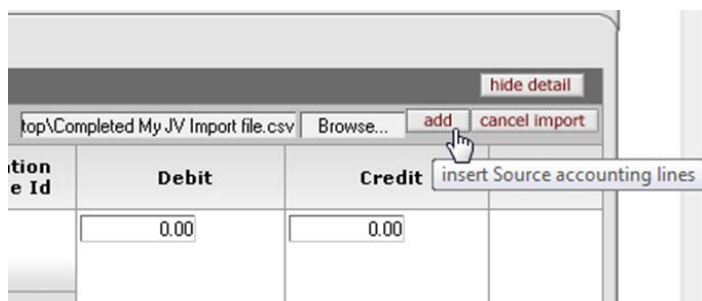 hide detail
top\Completed My JV Import file.csv Browse... add cancel import
insert Source accounting lines
Debit Credit
e Id
0.00 0.00